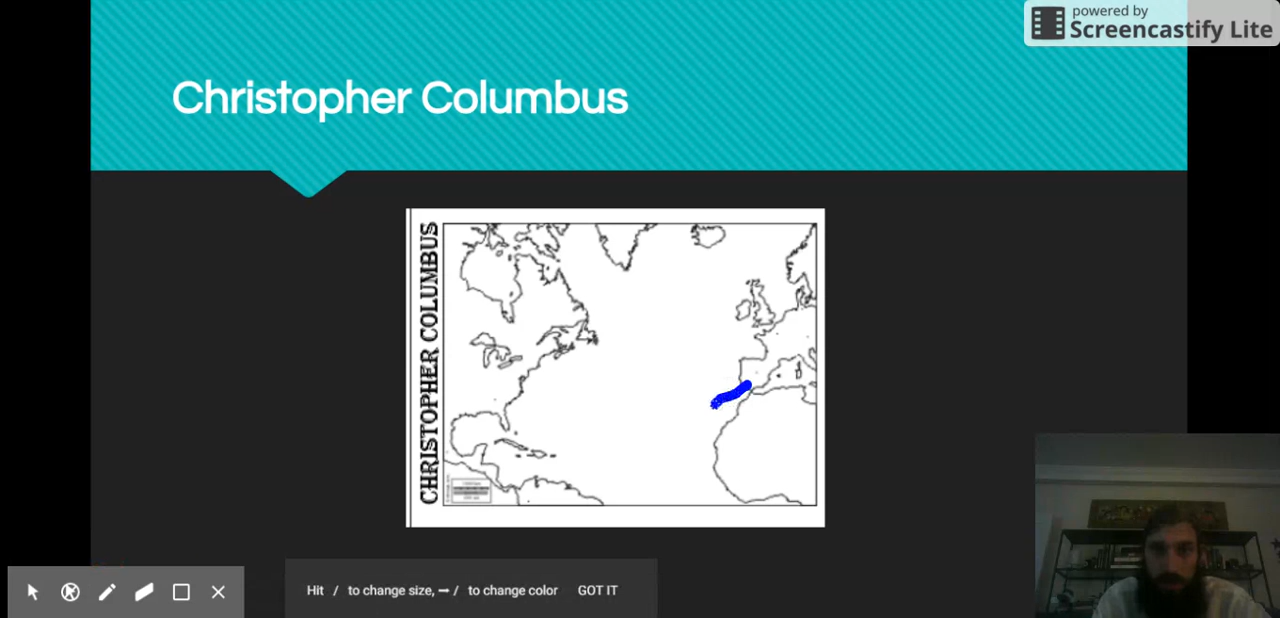 powered by
Screencastify Lite
Christopher Columbus
CHRISTOPHER COLUMBUS
Hit / to change size, – / to change color GOT IT